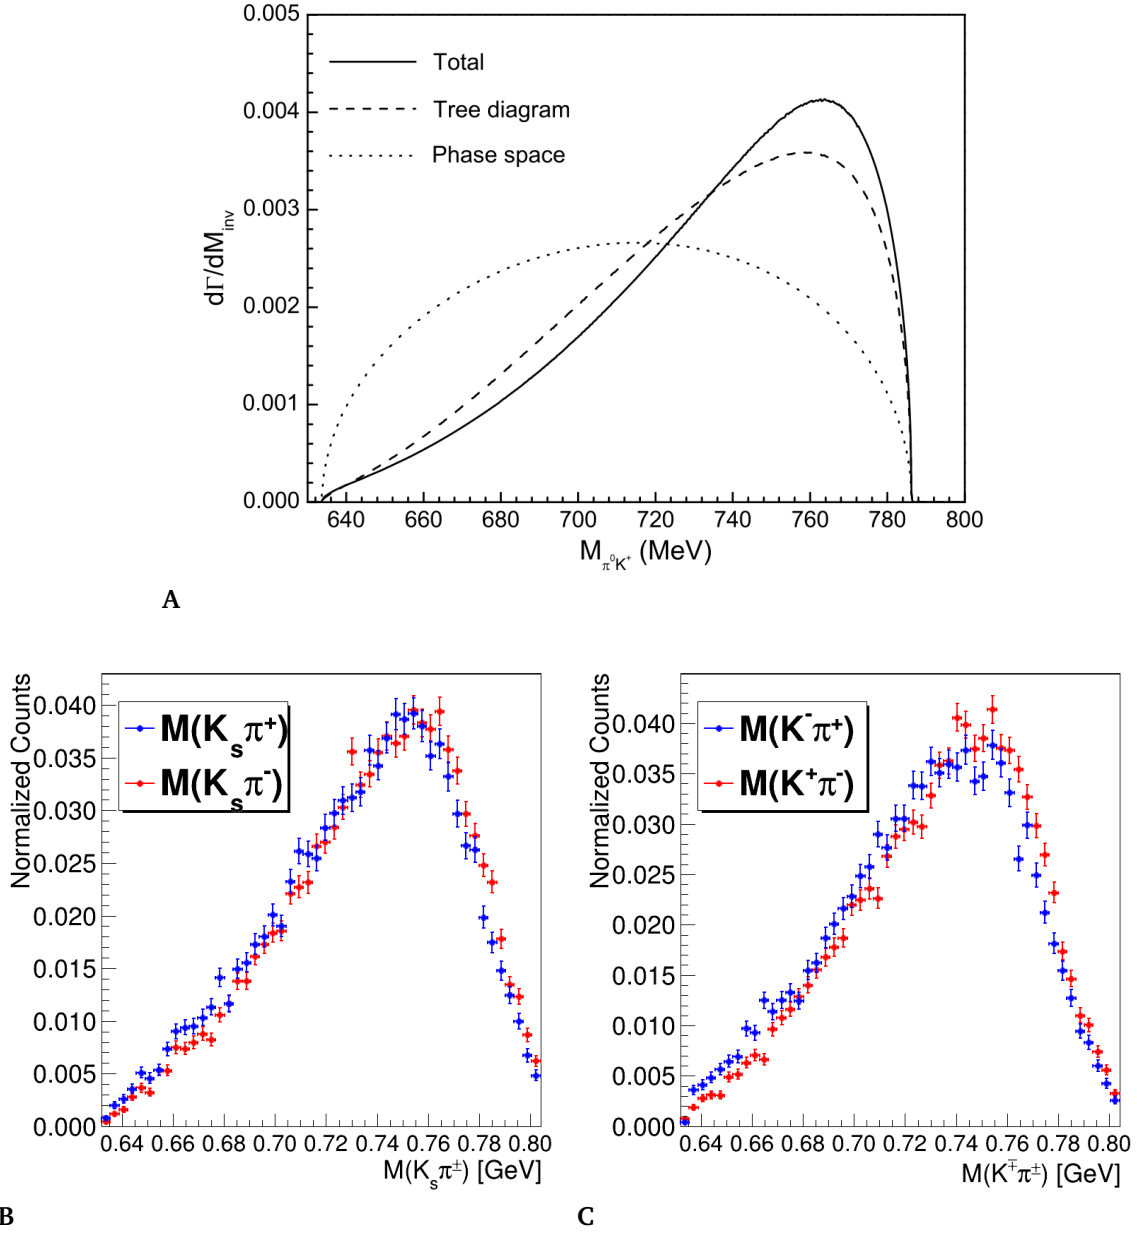 0.005
0.004
0.003
0.002
0.001
0.000
dΓ/dM_inv
Total
Tree diagram
Phase space
640 660 680 700 720 740 760 780 800
M_π⁰K⁺ (MeV)
A
Normalized Counts
0.040
0.035
0.030
0.025
0.020
0.015
0.010
0.005
0.000
M(K_sπ⁺)
M(K_sπ⁻)
0.64 0.66 0.68 0.70 0.72 0.74 0.76 0.78 0.80
M(K_sπ^±) [GeV]
B
Normalized Counts
0.040
0.035
0.030
0.025
0.020
0.015
0.010
0.005
0.000
M(K⁻π⁺)
M(K⁺π⁻)
0.64 0.66 0.68 0.70 0.72 0.74 0.76 0.78 0.80
M(K^∓π^±) [GeV]
C